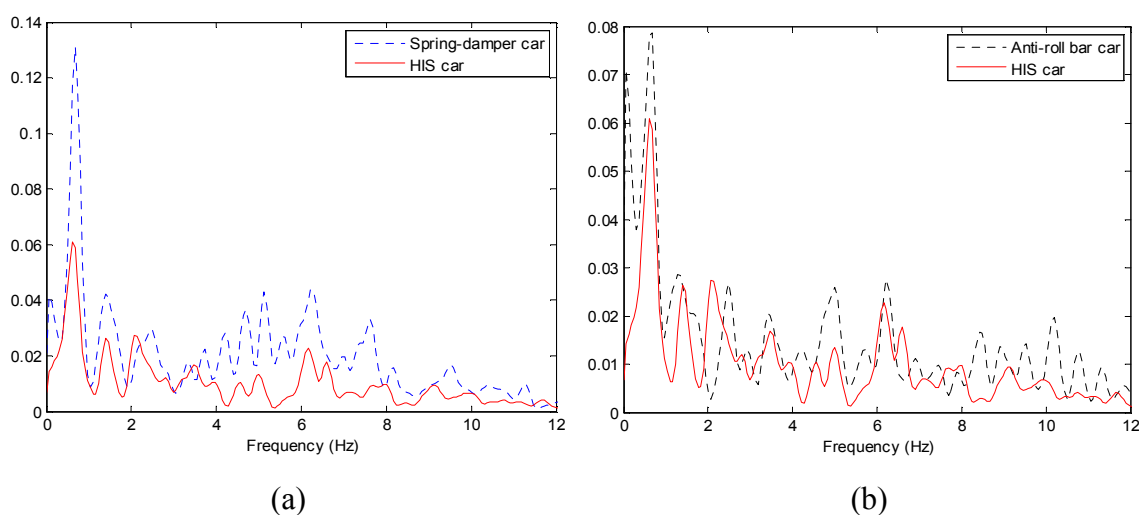 0.14
0.12
0.1
0.08
0.06
0.04
0.02
0
0 2 4 6 8 10 12
Frequency (Hz)
Spring-damper car
HIS car
(a)
0.08
0.07
0.06
0.05
0.04
0.03
0.02
0.01
0
0 2 4 6 8 10 12
Frequency (Hz)
Anti-roll bar car
HIS car
(b)